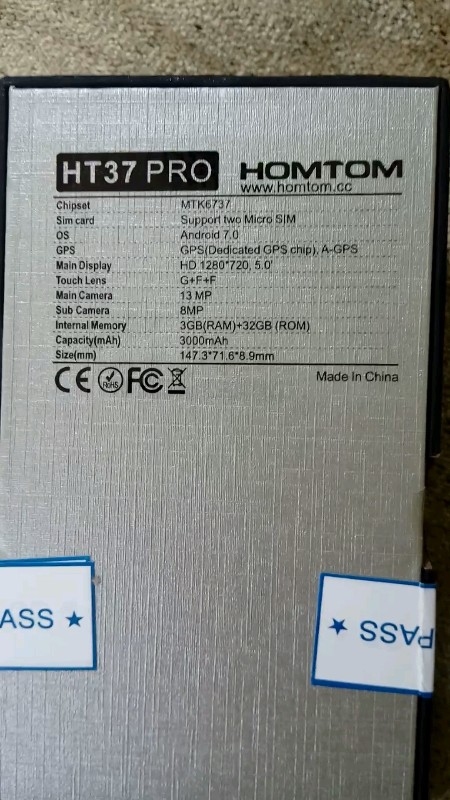 HT37 PRO HOMTOM
www.homtom.cc
Chipset MTK6737
Sim card Support two Micro SIM
OS Android 7.0
GPS GPS(Dedicated GPS chip), A-GPS
Main Display HD 1280*720, 5.0'
Touch Lens G+F+F
Main Camera 13 MP
Sub Camera 8MP
Internal Memory 3GB(RAM)+32GB (ROM)
Capacity(mAh) 3000mAh
Size(mm) 147.3*71.6*8.9mm
CE RoHS FC Made In China
ASS ★
PASS ★